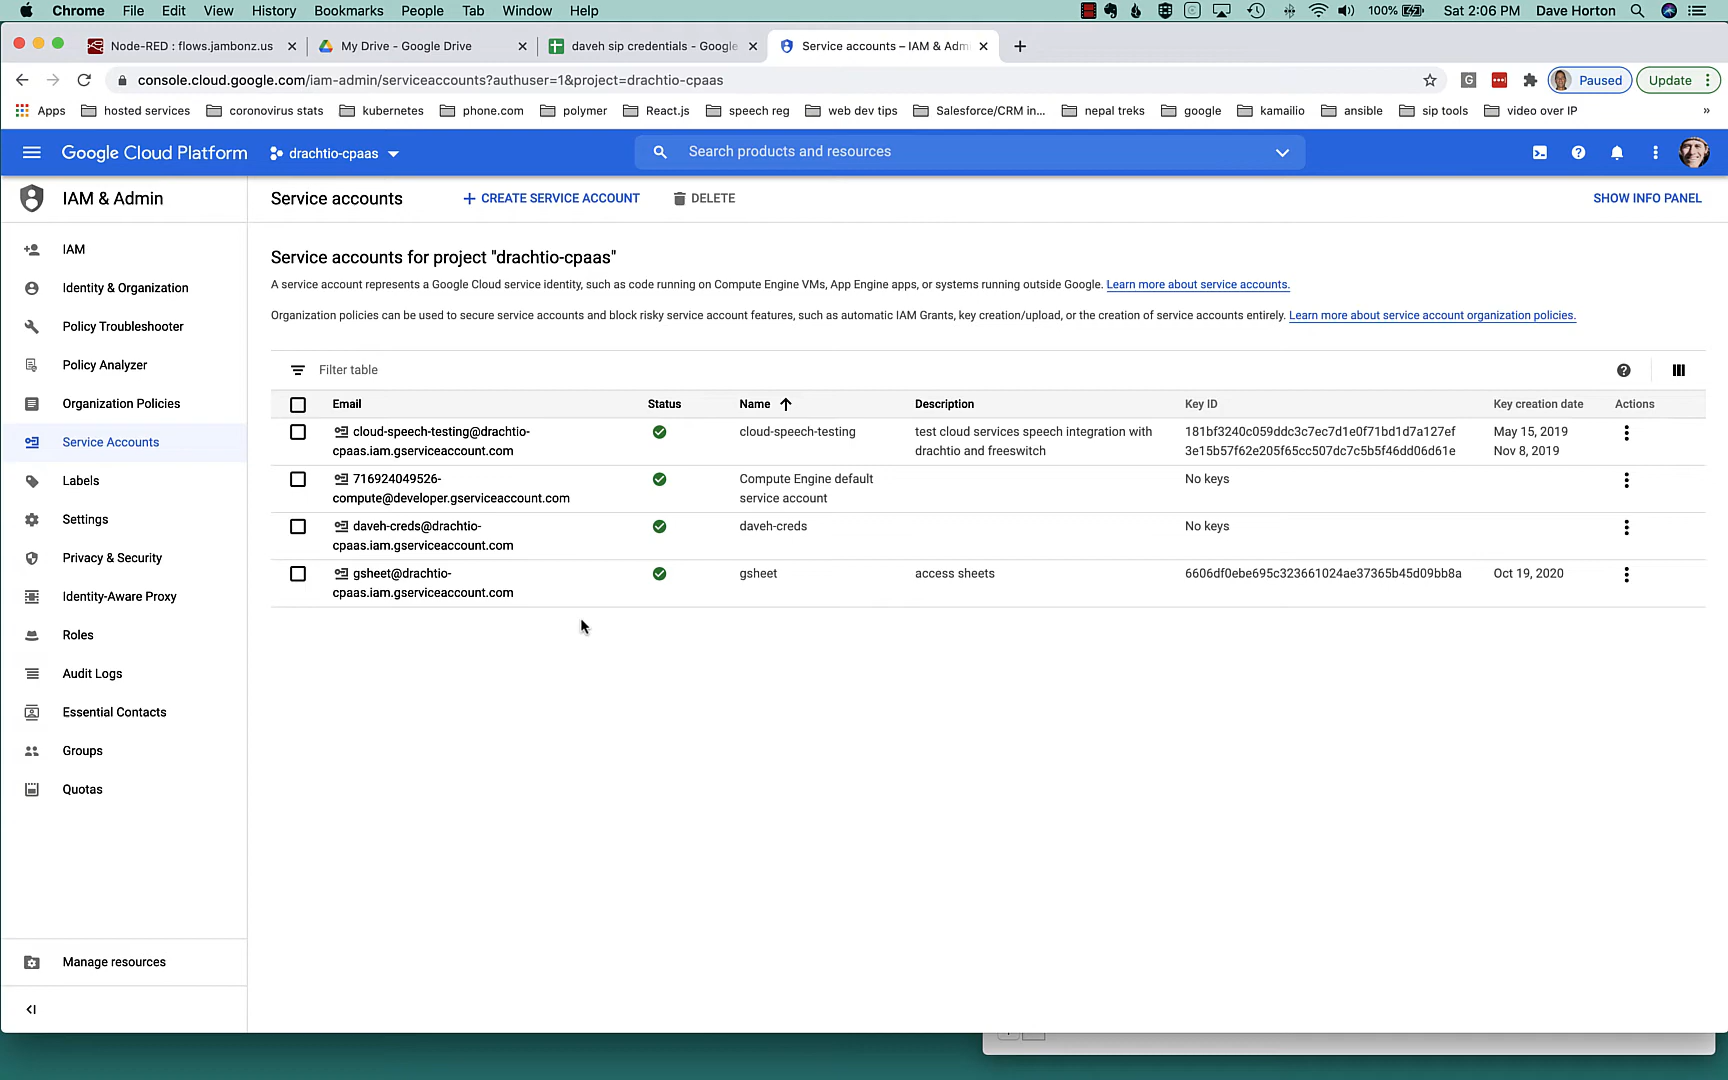 Chrome File Edit View History Bookmarks People Tab Window Help 100% Sat 2:06 PM Dave Horton
Node-RED : flows.jambonz.us My Drive - Google Drive daveh sip credentials - Google Service accounts – IAM & Adm
console.cloud.google.com/iam-admin/serviceaccounts?authuser=1&project=drachtio-cpaas Paused Update
Apps hosted services coronovirus stats kubernetes phone.com polymer React.js speech reg web dev tips Salesforce/CRM in... nepal treks google kamailio ansible sip tools video over IP »
Google Cloud Platform drachtio-cpaas Search products and resources
IAM & Admin Service accounts CREATE SERVICE ACCOUNT DELETE SHOW INFO PANEL
IAM
Identity & Organization
Policy Troubleshooter
Policy Analyzer
Organization Policies
Service Accounts
Labels
Settings
Privacy & Security
Identity-Aware Proxy
Roles
Audit Logs
Essential Contacts
Groups
Quotas
Manage resources
Service accounts for project "drachtio-cpaas"
A service account represents a Google Cloud service identity, such as code running on Compute Engine VMs, App Engine apps, or systems running outside Google. Learn more about service accounts.
Organization policies can be used to secure service accounts and block risky service account features, such as automatic IAM Grants, key creation/upload, or the creation of service accounts entirely. Learn more about service account organization policies.
Filter table
Email Status Name Description Key ID Key creation date Actions
cloud-speech-testing@drachtio- cloud-speech-testing test cloud services speech integration with 181bf3240c059ddc3c7ec7d1e0f71bd1d7a127ef May 15, 2019
cpaas.iam.gserviceaccount.com drachtio and freeswitch 3e15b57f62e205f65cc507dc7c5b5f46dd06d61e Nov 8, 2019
716924049526- Compute Engine default No keys
compute@developer.gserviceaccount.com service account
daveh-creds@drachtio- daveh-creds No keys
cpaas.iam.gserviceaccount.com
gsheet@drachtio- gsheet access sheets 6606df0ebe695c323661024ae37365b45d09bb8a Oct 19, 2020
cpaas.iam.gserviceaccount.com